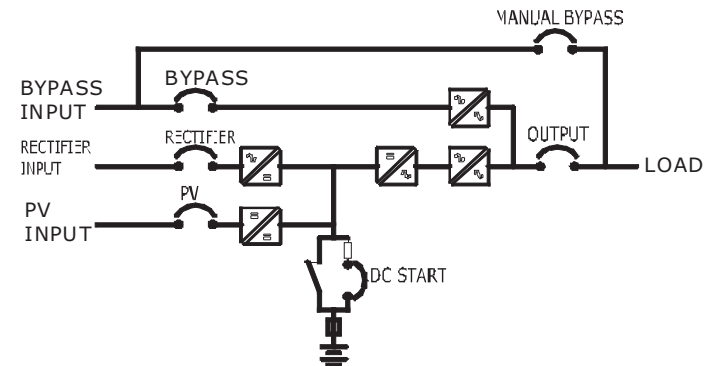 MANUAL BYPASS
BYPASS
INPUT
BYPASS
RECTIFIER
INPUT
RECTIFIER
OUTPUT
LOAD
PV
INPUT
PV
DC START